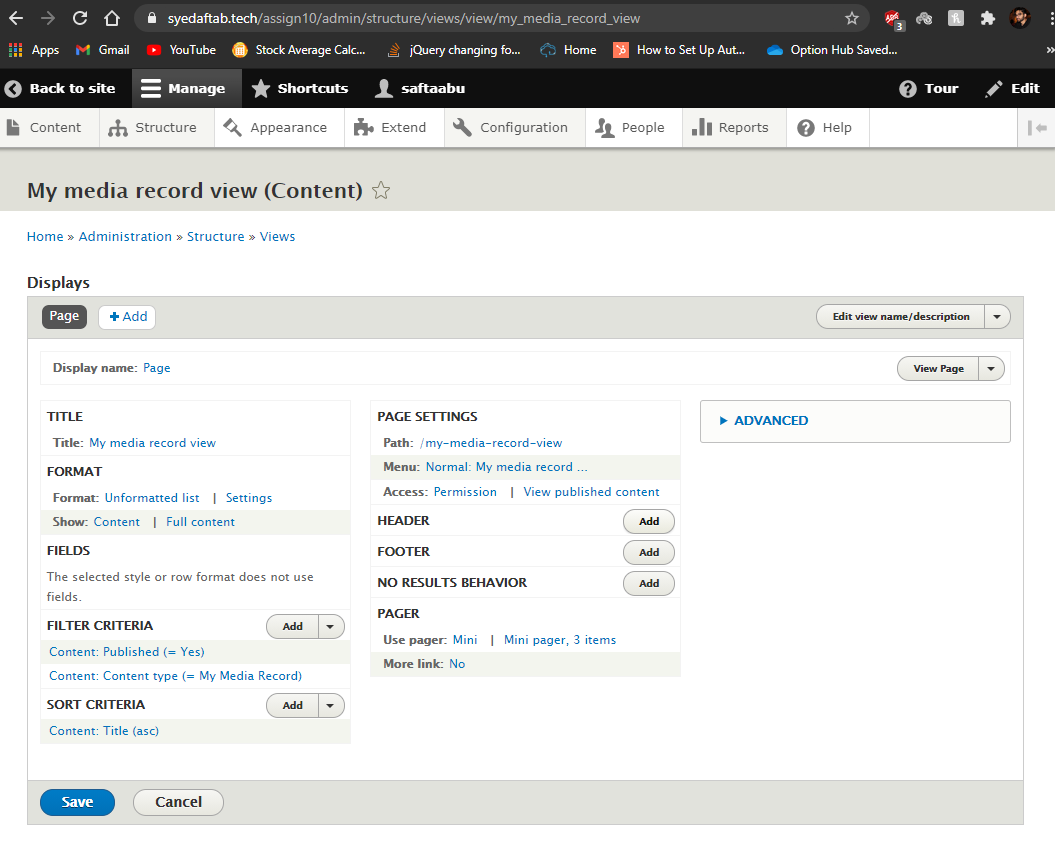 syedaftab.tech/assign10/admin/structure/views/view/my_media_record_view
3
Apps Gmail YouTube Stock Average Calc... jQuery changing fo... Home How to Set Up Aut... Option Hub Saved... »
Back to site Manage Shortcuts saftaabu Tour Edit
Content Structure Appearance Extend Configuration People Reports Help
My media record view (Content)
Home » Administration » Structure » Views
Displays
Page + Add Edit view name/description
Display name: Page View Page
TITLE
Title: My media record view
FORMAT
Format: Unformatted list | Settings
Show: Content | Full content
FIELDS
The selected style or row format does not use
fields.
FILTER CRITERIA Add
Content: Published (= Yes)
Content: Content type (= My Media Record)
SORT CRITERIA Add
Content: Title (asc)
PAGE SETTINGS
Path: /my-media-record-view
Menu: Normal: My media record ...
Access: Permission | View published content
HEADER Add
FOOTER Add
NO RESULTS BEHAVIOR Add
PAGER
Use pager: Mini | Mini pager, 3 items
More link: No
ADVANCED
Save Cancel